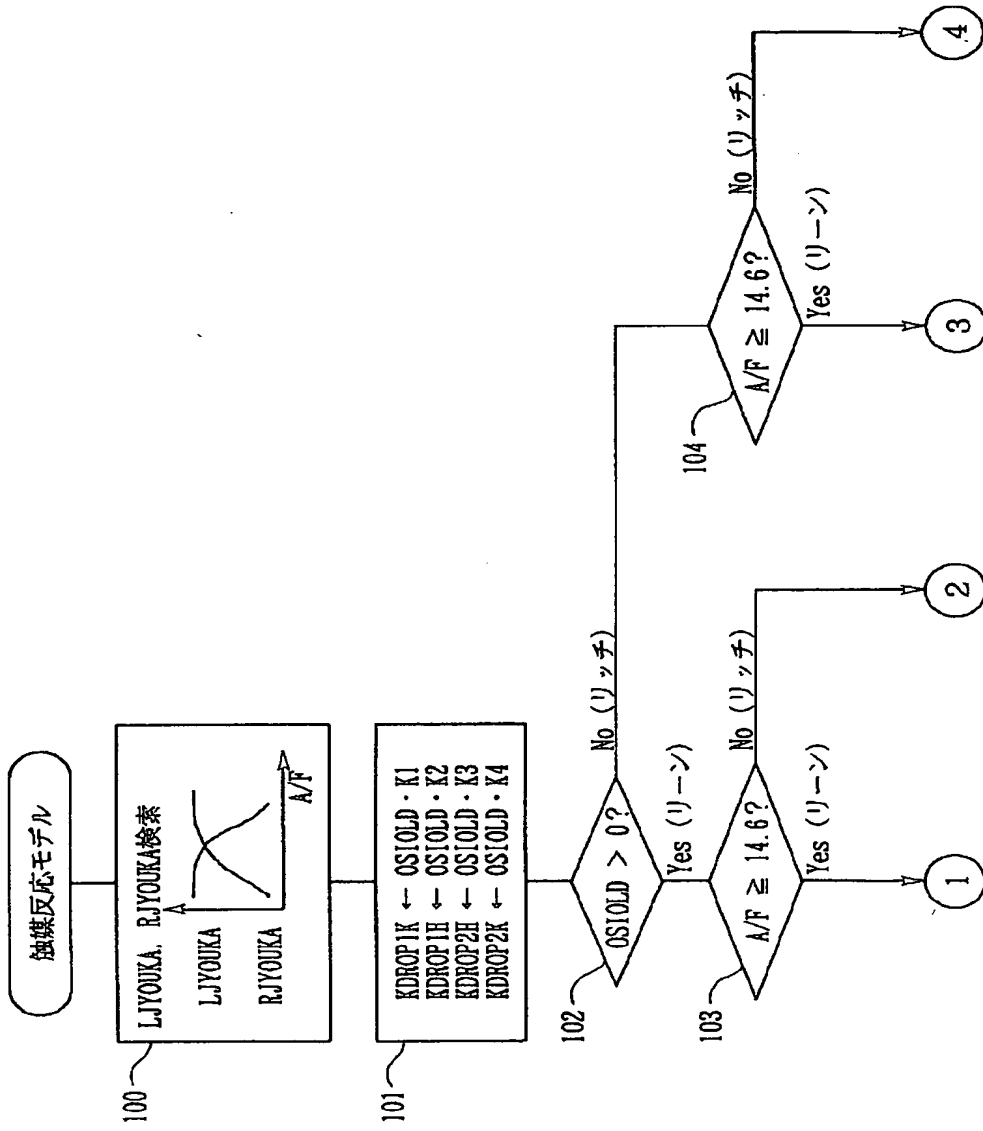 触媒反応モデル
100
LJYOUKA, RJYOUKA検索
LJYOUKA
RJYOUKA
A/F
101
KDROP1K ← OSIOLD・K1
KDROP1H ← OSIOLD・K2
KDROP2H ← OSIOLD・K3
KDROP2K ← OSIOLD・K4
102
OSIOLD > 0?
No (リッチ)
Yes (リーン)
103
A/F ≧ 14.6?
No (リッチ)
Yes (リーン)
104
A/F ≧ 14.6?
No (リッチ)
Yes (リーン)
1
2
3
4